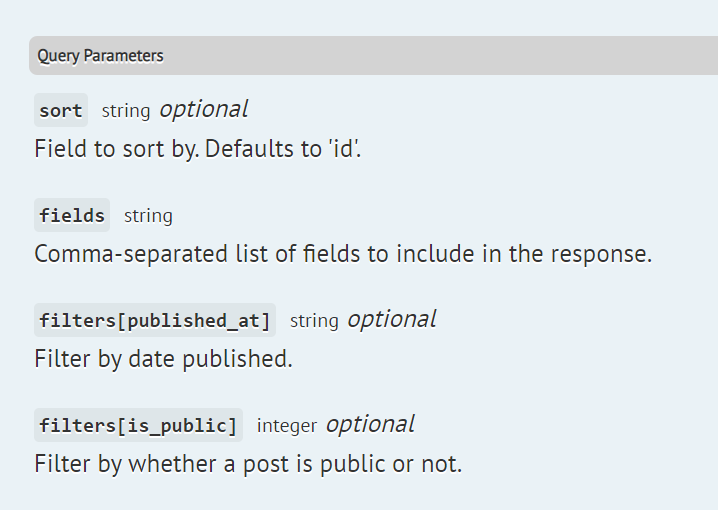 Query Parameters
sort string optional
Field to sort by. Defaults to 'id'.
fields string
Comma-separated list of fields to include in the response.
filters[published_at] string optional
Filter by date published.
filters[is_public] integer optional
Filter by whether a post is public or not.